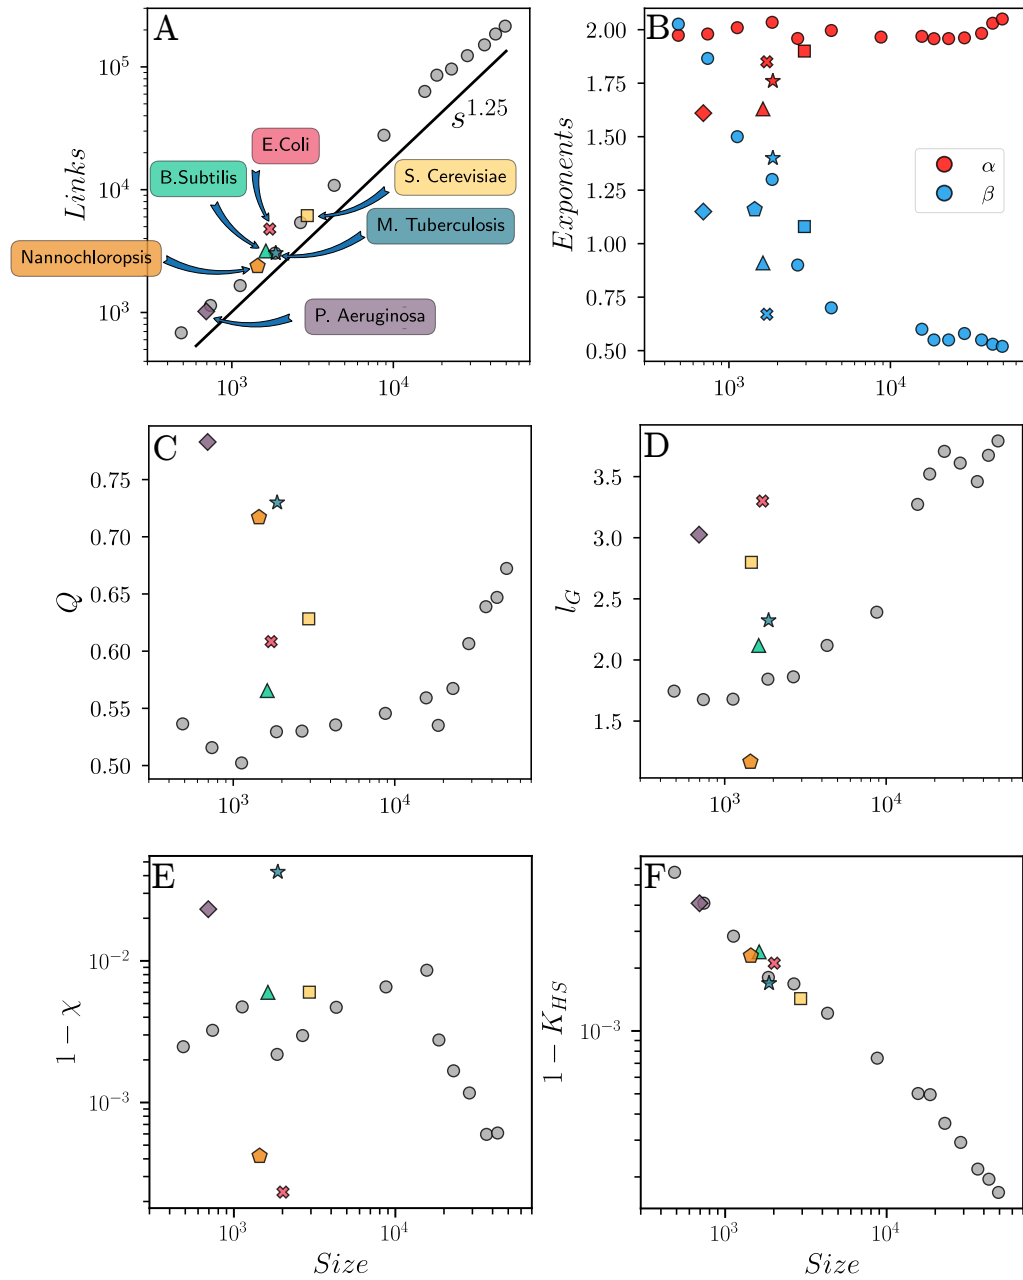 A
Links
10^5
10^4
10^3
s^1.25
E.Coli
B.Subtilis
S. Cerevisiae
M. Tuberculosis
Nannochloropsis
P. Aeruginosa
10^3 10^4
B
Exponents
2.00
1.75
1.50
1.25
1.00
0.75
0.50
α
β
10^3 10^4
C
Q
0.75
0.70
0.65
0.60
0.55
0.50
10^3 10^4
D
l_G
3.5
3.0
2.5
2.0
1.5
10^3 10^4
E
1 − χ
10^−2
10^−3
10^3 10^4
Size
F
1 − K_HS
10^−3
10^3 10^4
Size